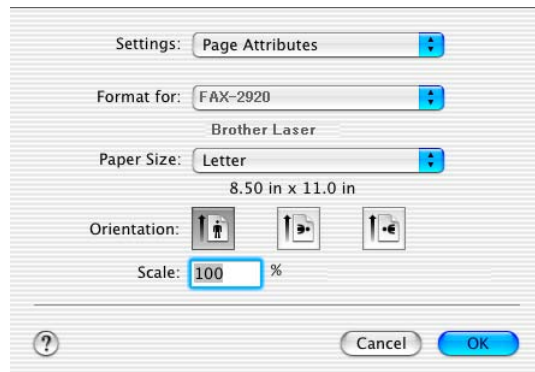 Settings: Page Attributes
Format for: FAX-2920
Brother Laser
Paper Size: Letter
8.50 in x 11.0 in
Orientation:
Scale: 100 %
? Cancel OK